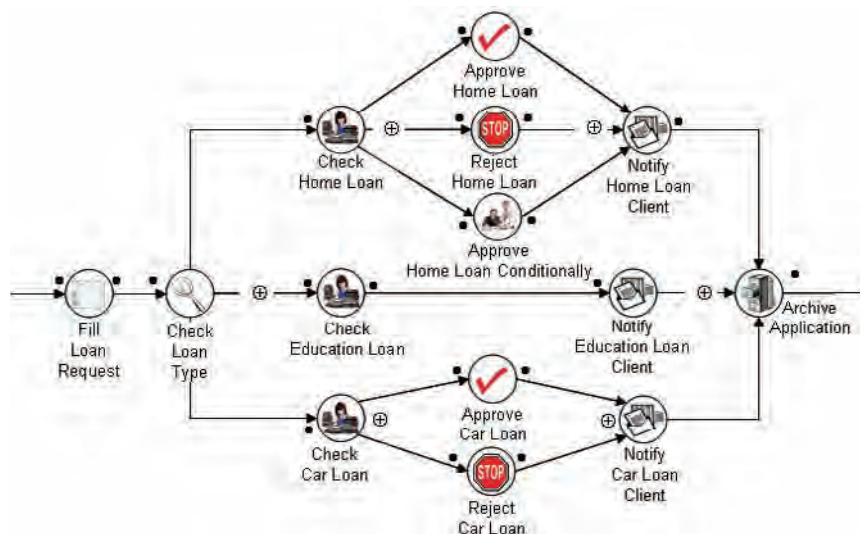 Approve
Home Loan
Check
Home Loan
STOP
Reject
Home Loan
Notify
Home Loan
Client
Approve
Home Loan Conditionally
Fill
Loan
Request
Check
Loan
Type
Check
Education Loan
Notify
Education Loan
Client
Archive
Application
Approve
Car Loan
Check
Car Loan
STOP
Reject
Car Loan
Notify
Car Loan
Client